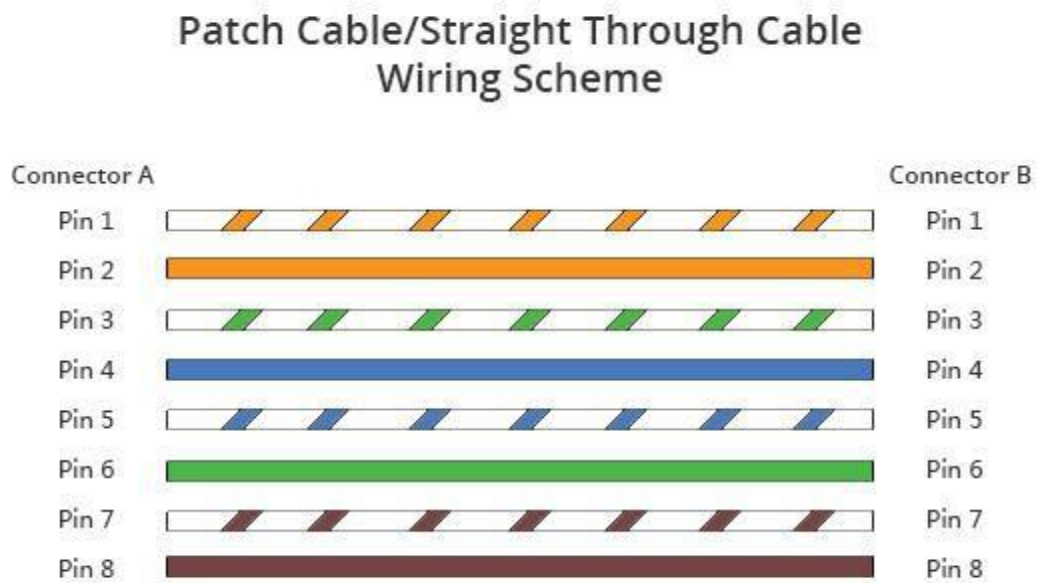 Patch Cable/Straight Through Cable
Wiring Scheme
Connector A Connector B
Pin 1 Pin 1
Pin 2 Pin 2
Pin 3 Pin 3
Pin 4 Pin 4
Pin 5 Pin 5
Pin 6 Pin 6
Pin 7 Pin 7
Pin 8 Pin 8